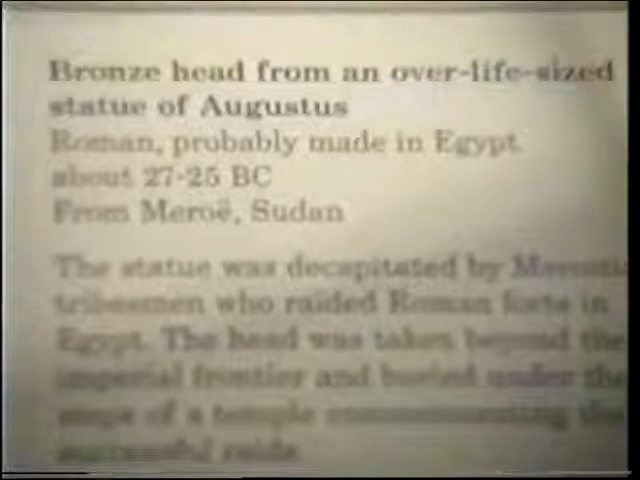 Bronze head from an over-life-sized
statue of Augustus
Roman, probably made in Egypt
about 27-25 BC
From Meroë, Sudan
The statue was decapitated by
tribesmen who raided Roman forts in
Egypt. The head was taken beyond the
imperial frontier and buried under the
steps of a temple commemorating the
successful raids.